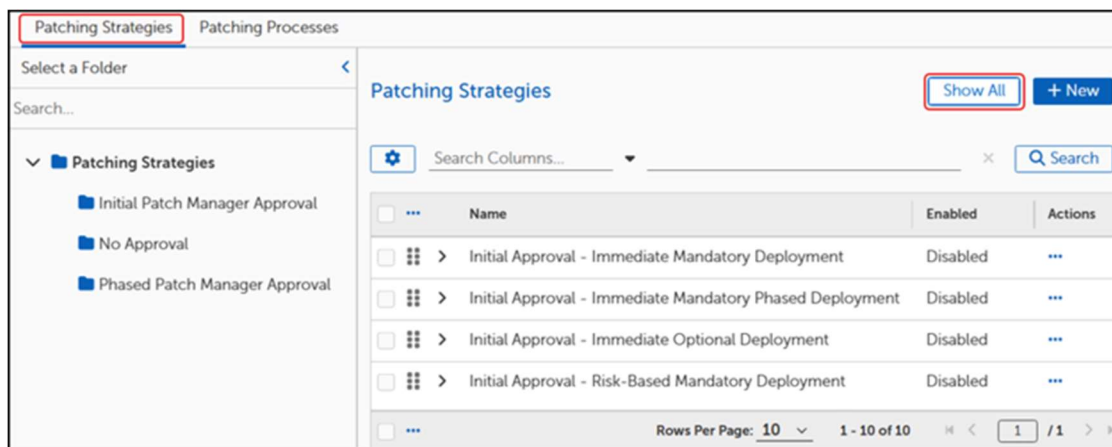 Patching Strategies Patching Processes
Select a Folder
Search...
Patching Strategies
Initial Patch Manager Approval
No Approval
Phased Patch Manager Approval
Patching Strategies
Show All
+ New
Search Columns...
Search
Name Enabled Actions
Initial Approval - Immediate Mandatory Deployment Disabled
Initial Approval - Immediate Mandatory Phased Deployment Disabled
Initial Approval - Immediate Optional Deployment Disabled
Initial Approval - Risk-Based Mandatory Deployment Disabled
Rows Per Page: 10 1 - 10 of 10 1 / 1